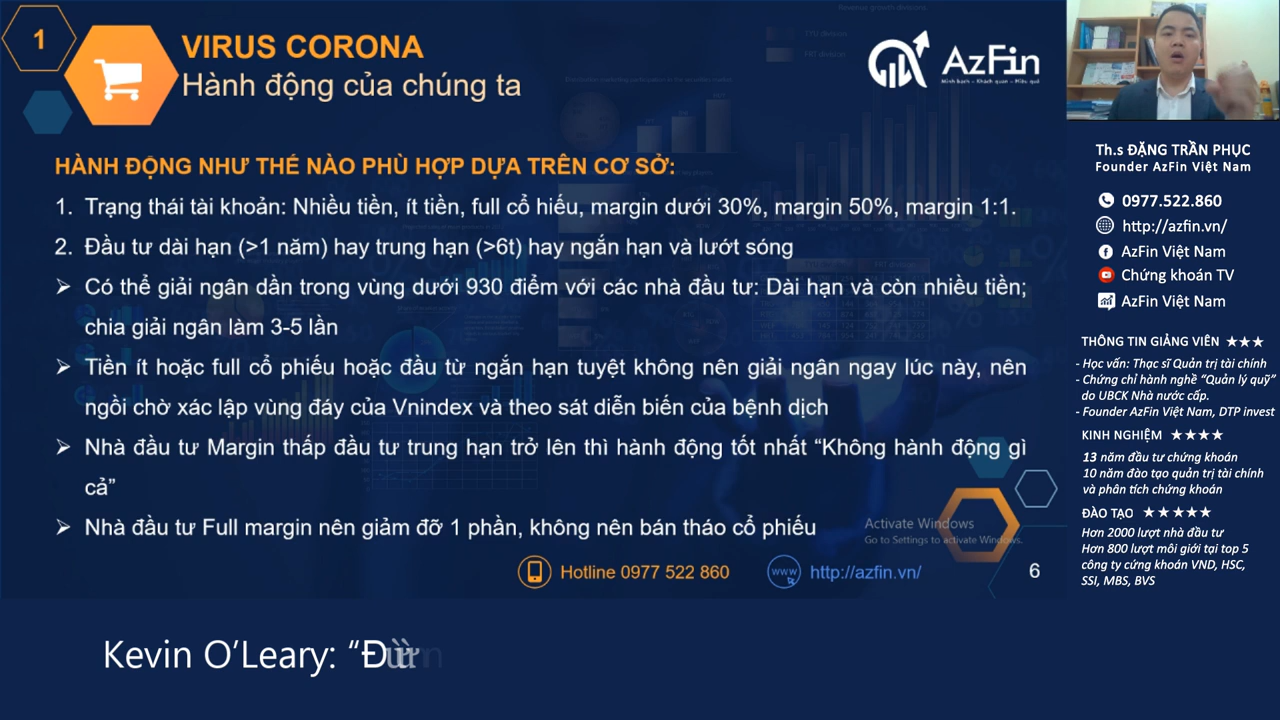 1
VIRUS CORONA
Hành động của chúng ta
AzFin
Minh bạch - Khách quan - Hiệu quả
HÀNH ĐỘNG NHƯ THẾ NÀO PHÙ HỢP DỰA TRÊN CƠ SỞ:
1. Trạng thái tài khoản: Nhiều tiền, ít tiền, full cổ hiếu, margin dưới 30%, margin 50%, margin 1:1.
2. Đầu tư dài hạn (>1 năm) hay trung hạn (>6t) hay ngắn hạn và lướt sóng
➢ Có thể giải ngân dần trong vùng dưới 930 điểm với các nhà đầu tư: Dài hạn và còn nhiều tiền;
chia giải ngân làm 3-5 lần
➢ Tiền ít hoặc full cổ phiếu hoặc đầu từ ngắn hạn tuyệt không nên giải ngân ngay lúc này, nên
ngồi chờ xác lập vùng đáy của Vnindex và theo sát diễn biến của bệnh dịch
➢ Nhà đầu tư Margin thấp đầu tư trung hạn trở lên thì hành động tốt nhất “Không hành động gì
cả”
➢ Nhà đầu tư Full margin nên giảm đỡ 1 phần, không nên bán tháo cổ phiếu
Activate Windows
Go to Settings to activate Windows.
Hotline 0977 522 860
www
http://azfin.vn/
6
Th.s ĐẶNG TRẦN PHỤC
Founder AzFin Việt Nam
0977.522.860
http://azfin.vn/
AzFin Việt Nam
Chứng khoán TV
AzFin Việt Nam
THÔNG TIN GIẢNG VIÊN ★★★
- Học vấn: Thạc sĩ Quản trị tài chính
- Chứng chỉ hành nghề “Quản lý quỹ”
do UBCK Nhà nước cấp.
- Founder AzFin Việt Nam, DTP invest
KINH NGHIỆM ★★★★
13 năm đầu tư chứng khoán
10 năm đào tạo quản trị tài chính
và phân tích chứng khoán
ĐÀO TẠO ★★★★★
Hơn 2000 lượt nhà đầu tư
Hơn 800 lượt môi giới tại top 5
công ty cứng khoán VND, HSC,
SSI, MBS, BVS
Kevin O’Leary: “Đừn